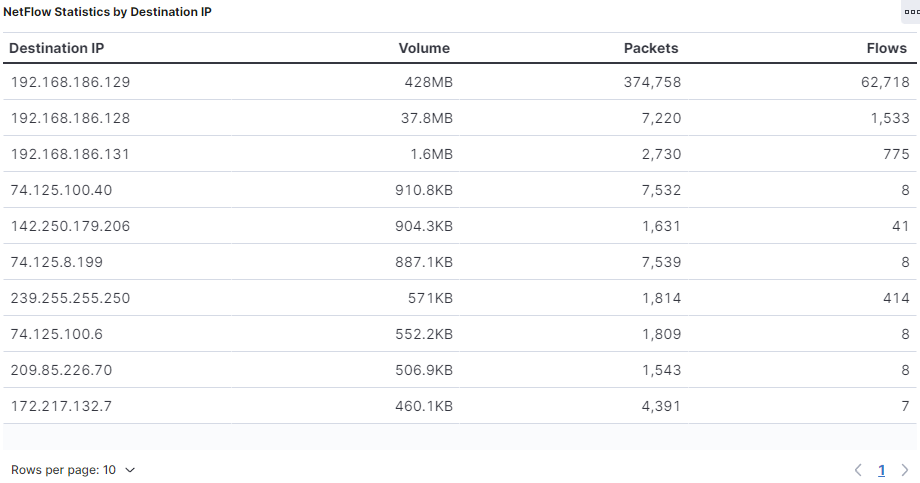 NetFlow Statistics by Destination IP
Destination IP Volume Packets Flows
192.168.186.129 428MB 374,758 62,718
192.168.186.128 37.8MB 7,220 1,533
192.168.186.131 1.6MB 2,730 775
74.125.100.40 910.8KB 7,532 8
142.250.179.206 904.3KB 1,631 41
74.125.8.199 887.1KB 7,539 8
239.255.255.250 571KB 1,814 414
74.125.100.6 552.2KB 1,809 8
209.85.226.70 506.9KB 1,543 8
172.217.132.7 460.1KB 4,391 7
Rows per page: 10 1